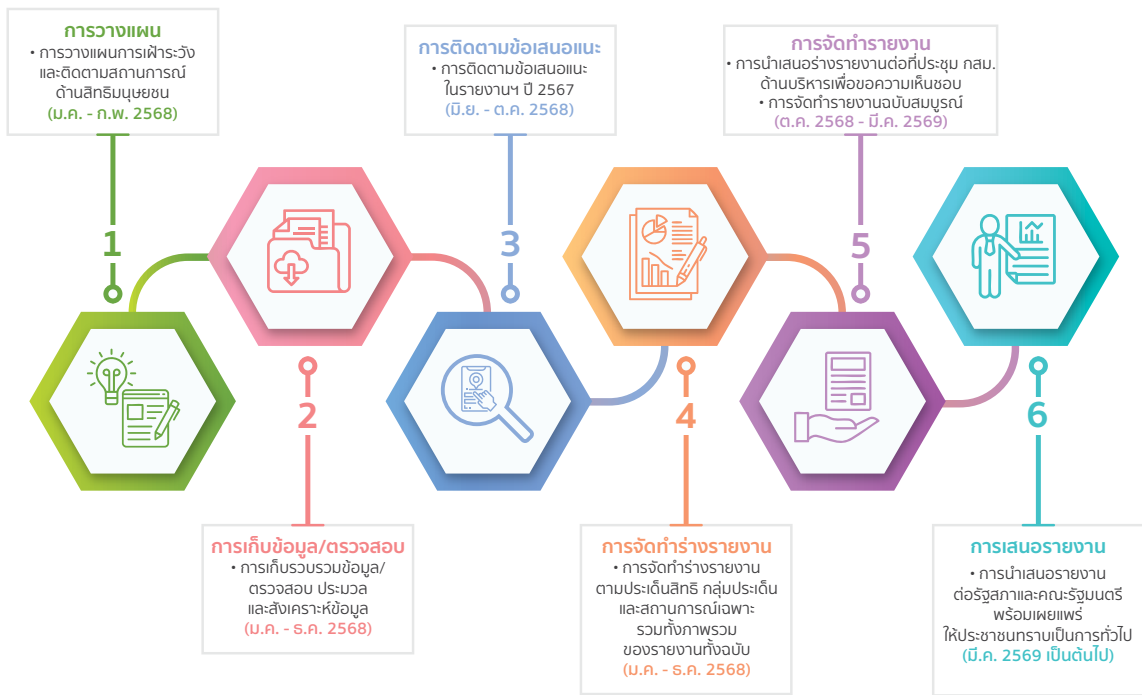 การวางแผน
• การวางแผนการเฝ้าระวัง
และติดตามสถานการณ์
ด้านสิทธิมนุษยชน
(ม.ค. - ก.พ. 2568)
1
2
การเก็บข้อมูล/ตรวจสอบ
• การเก็บรวบรวมข้อมูล/
ตรวจสอบ ประมวล
และสังเคราะห์ข้อมูล
(ม.ค. - ธ.ค. 2568)
การติดตามข้อเสนอแนะ
• การติดตามข้อเสนอแนะ
ในรายงานฯ ปี 2567
(มิ.ย. - ต.ค. 2568)
3
4
การจัดทำร่างรายงาน
• การจัดทำร่างรายงาน
ตามประเด็นสิทธิ กลุ่มประเด็น
และสถานการณ์เฉพาะ
รวมทั้งภาพรวม
ของรายงานทั้งฉบับ
(ม.ค. - ธ.ค. 2568)
การจัดทำรายงาน
• การนำเสนอร่างรายงานต่อที่ประชุม กสม.
ด้านบริหารเพื่อขอความเห็นชอบ
• การจัดทำรายงานฉบับสมบูรณ์
(ต.ค. 2568 - มี.ค. 2569)
5
6
การเสนอรายงาน
• การนำเสนอรายงาน
ต่อรัฐสภาและคณะรัฐมนตรี
พร้อมเผยแพร่
ให้ประชาชนทราบเป็นการทั่วไป
(มี.ค. 2569 เป็นต้นไป)